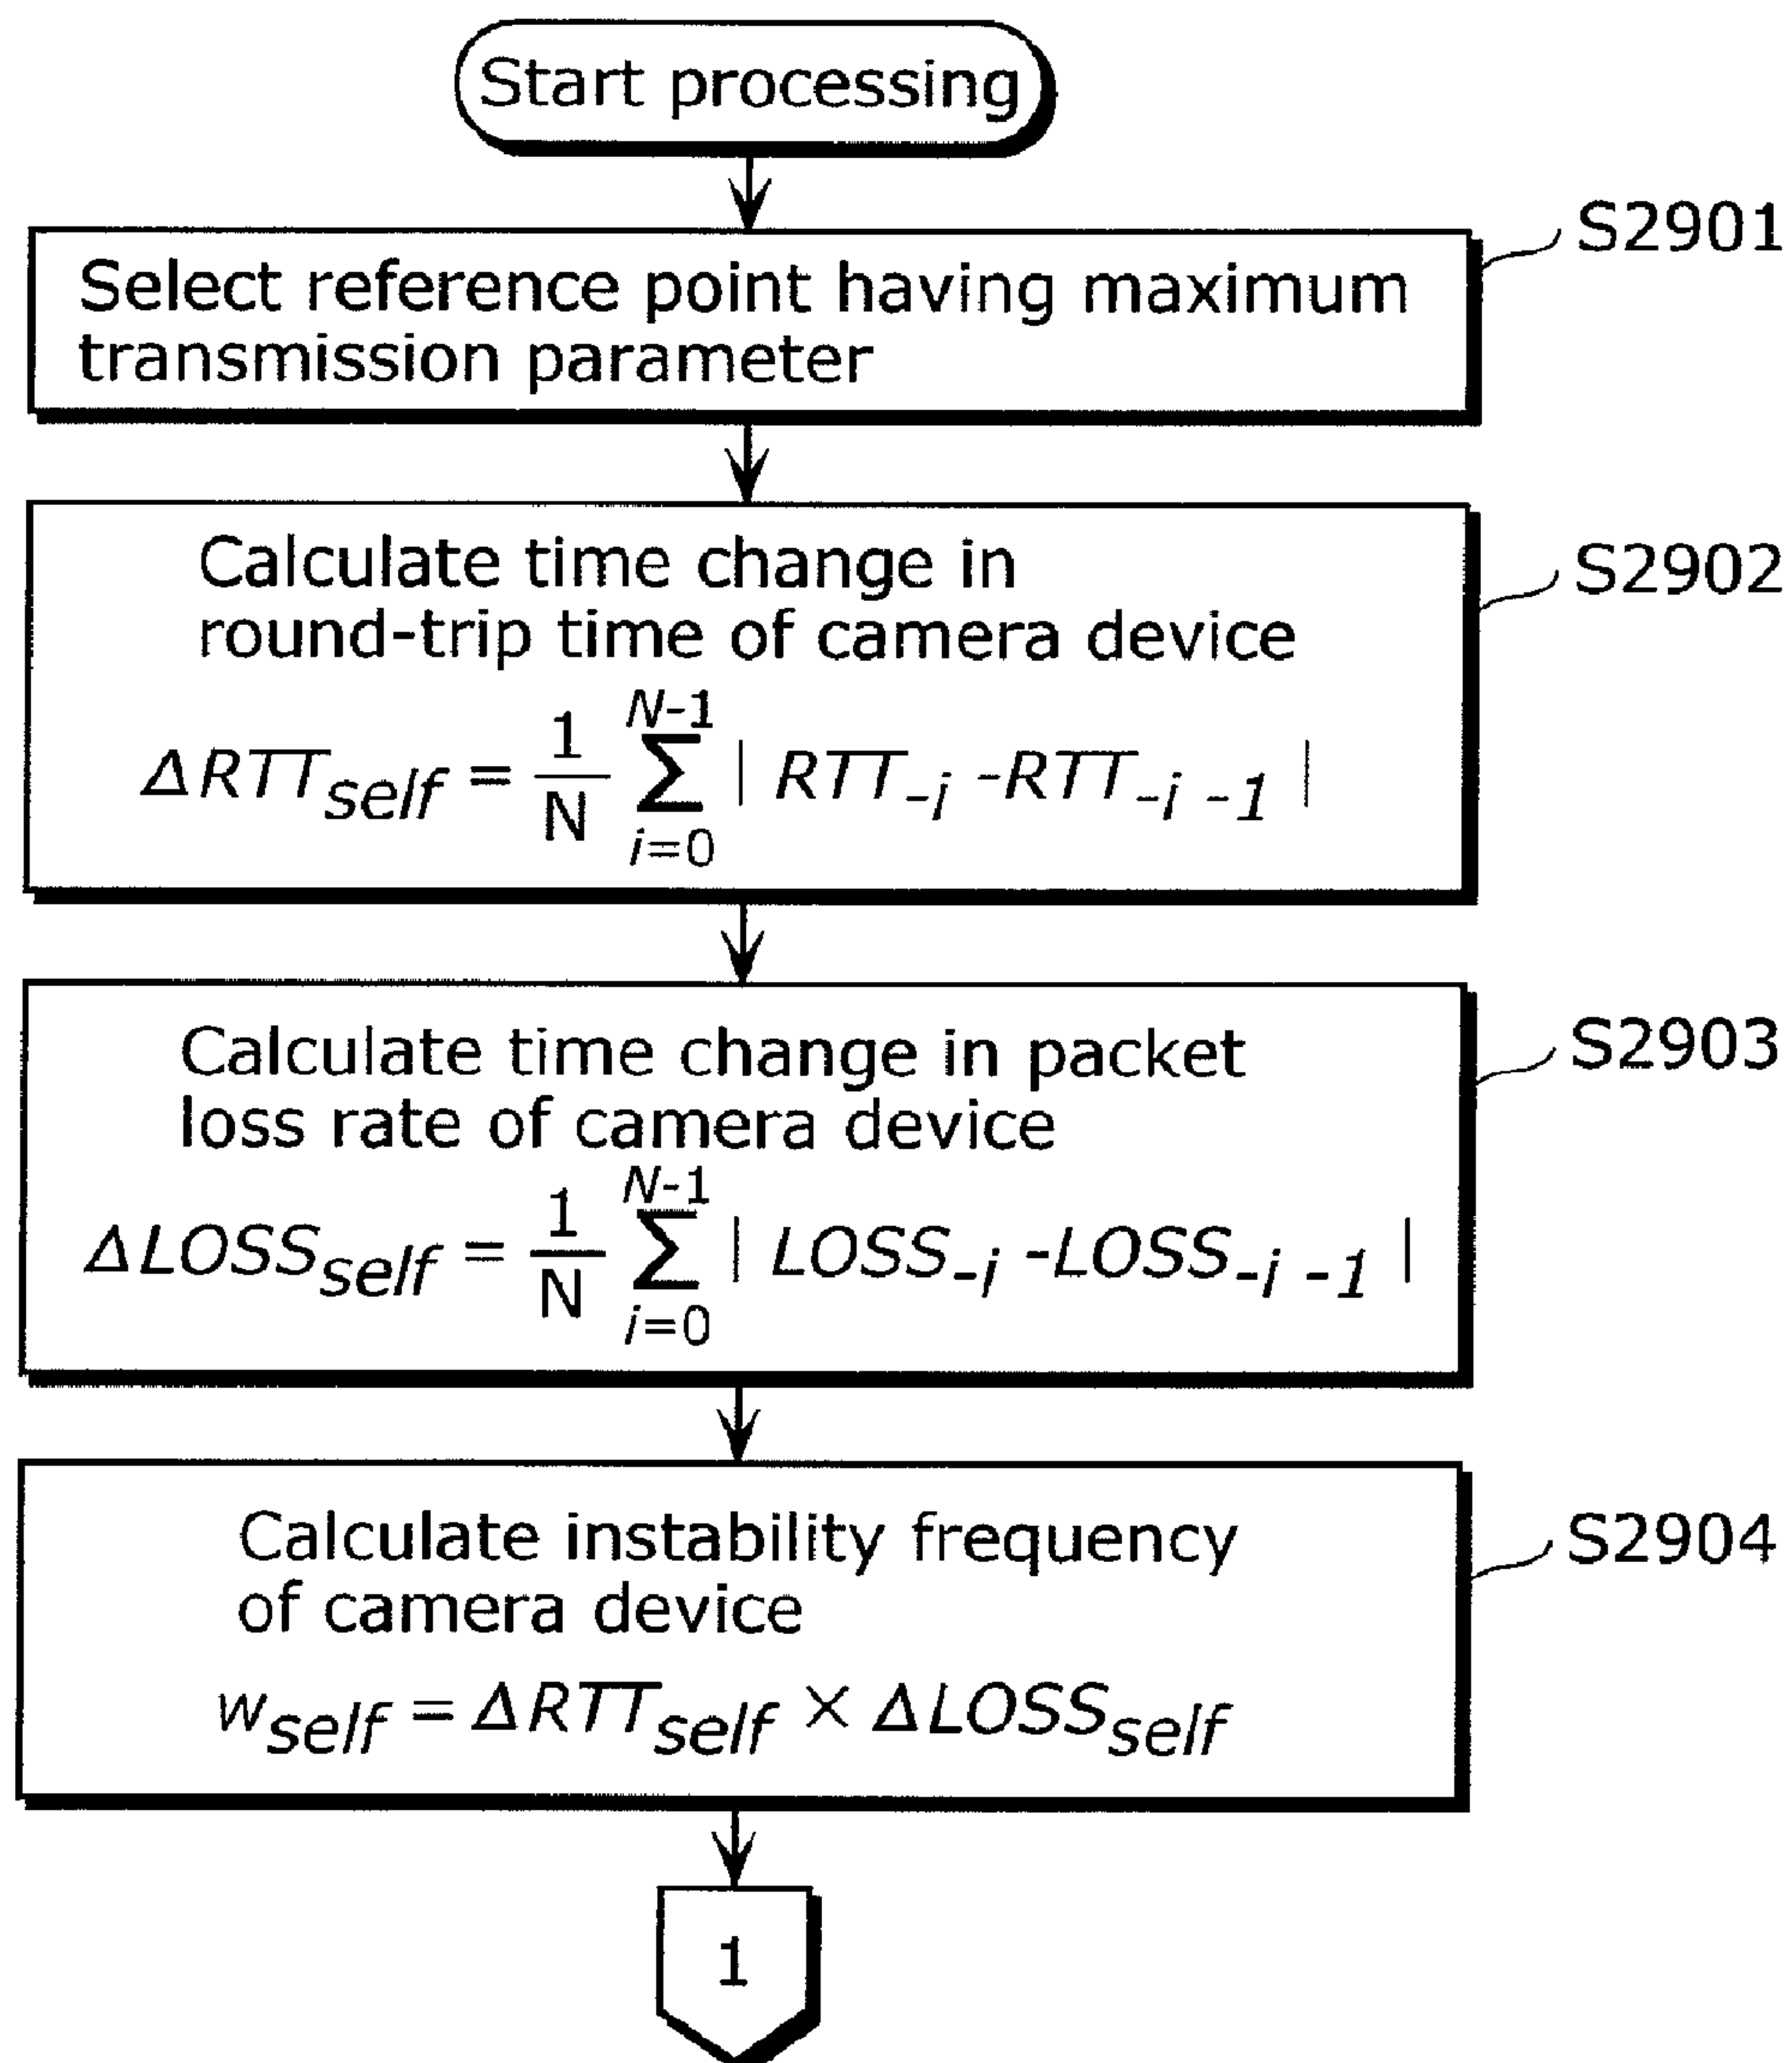 Start processing
S2901
Select reference point having maximum
transmission parameter
S2902
Calculate time change in
round-trip time of camera device
ΔRTT_self = 1/N Σ_{i=0}^{N-1} | RTT_{-i} - RTT_{-i-1} |
S2903
Calculate time change in packet
loss rate of camera device
ΔLOSS_self = 1/N Σ_{i=0}^{N-1} | LOSS_{-i} - LOSS_{-i-1} |
S2904
Calculate instability frequency
of camera device
w_self = ΔRTT_self × ΔLOSS_self
1